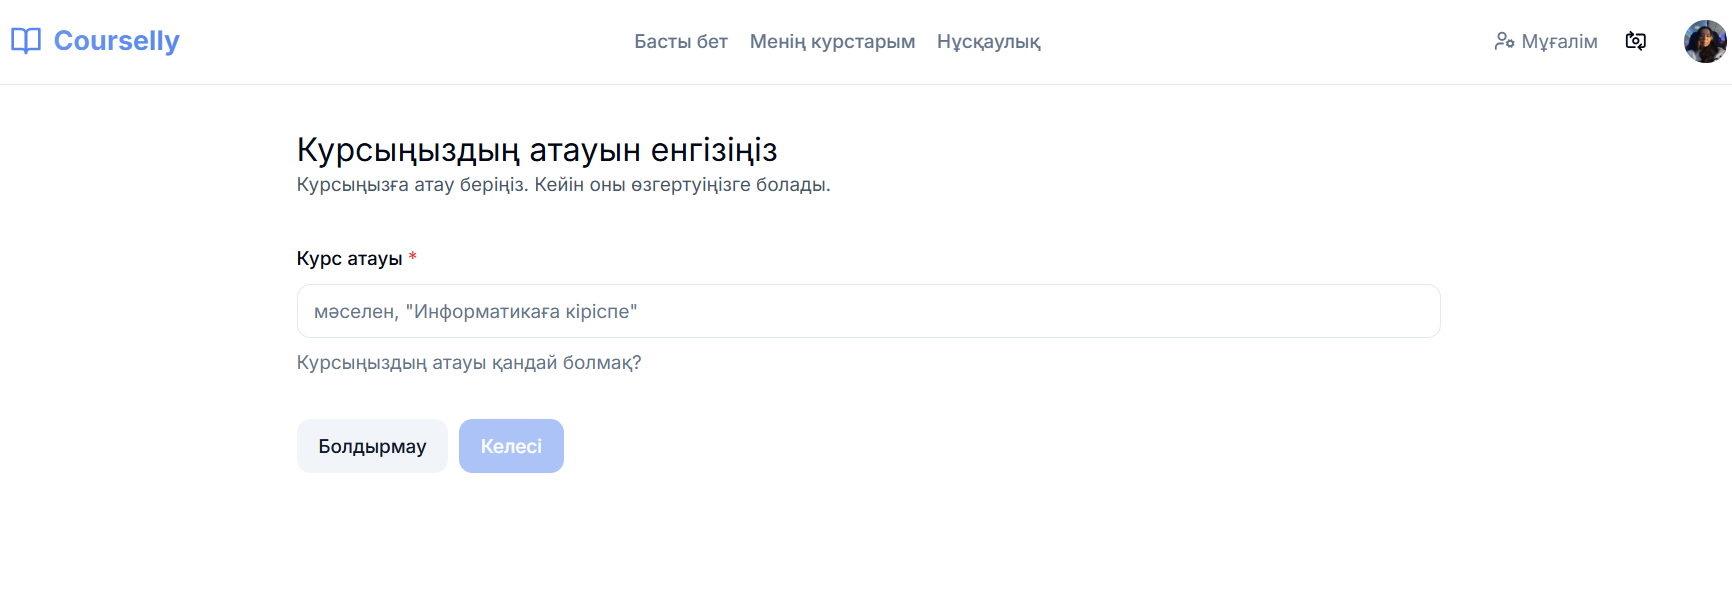 Courselly
Басты бет Менің курстарым Нұсқаулық
Мұғалім
Курсыңыздың атауын енгізіңіз
Курсыңызға атау беріңіз. Кейін оны өзгертуіңізге болады.
Курс атауы *
мәселен, "Информатикаға кіріспе"
Курсыңыздың атауы қандай болмақ?
Болдырмау Келесі